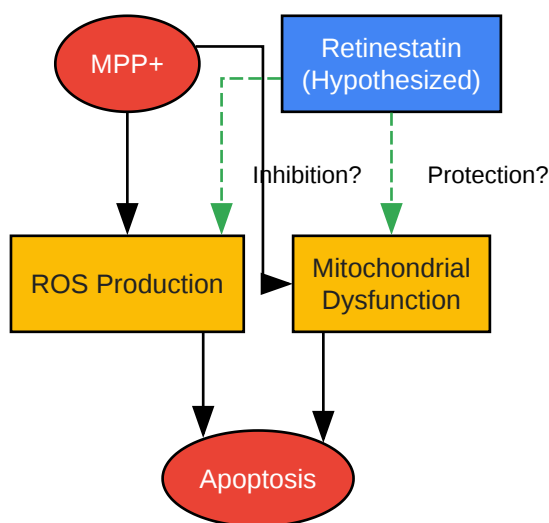 MPP+
Retinestatin
(Hypothesized)
Inhibition?
Protection?
ROS Production
Mitochondrial
Dysfunction
Apoptosis